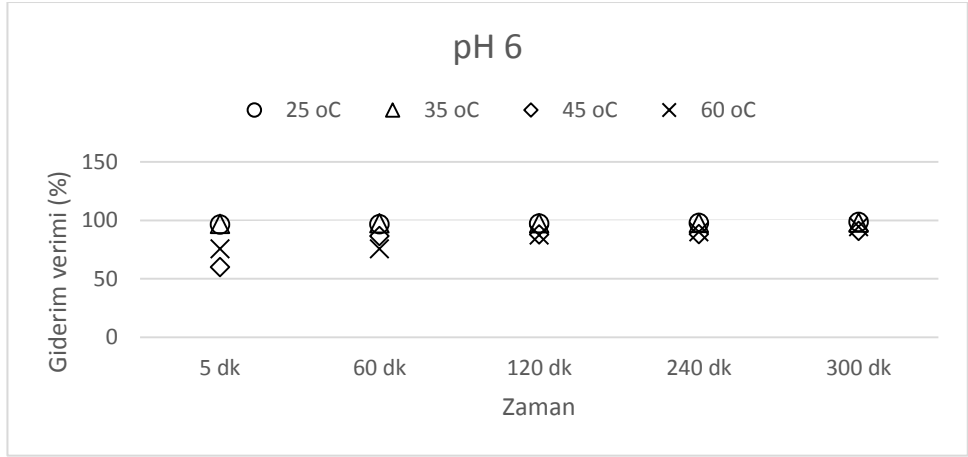 pH 6
25 oC 35 oC 45 oC 60 oC
Giderim verimi (%)
150
100
50
0
5 dk 60 dk 120 dk 240 dk 300 dk
Zaman